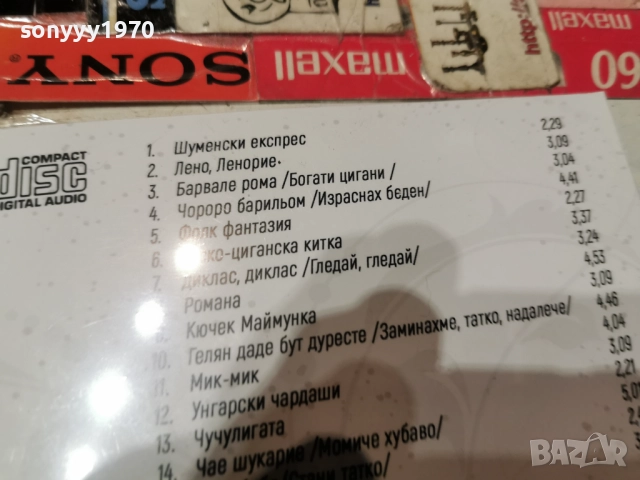 sonyyy1970
maxell
SONY
maxell
http://
60
COMPACT
disc
DIGITAL AUDIO
1. Шуменски експрес 2,29
2. Лено, Ленорие 3,09
3. Барвале рома /Богати цигани / 3,04
4. Чороро барильом /Израснах беден/ 4,41
5. Фолк фантазия 2,27
6. циганска китка 3,37
7. Диклас, диклас /Гледай, гледай/ 3,24
Романа 4,53
Кючек Маймунка 3,09
10. Гелян даде бут дуресте /Заминахме, татко, надалече/ 4,46
11. Мик-мик 4,04
12. Унгарски чардаши 3,09
13. Чучулигата 2,21
14. Чае шукарие /Момиче хубаво/
татко/
BAZAR